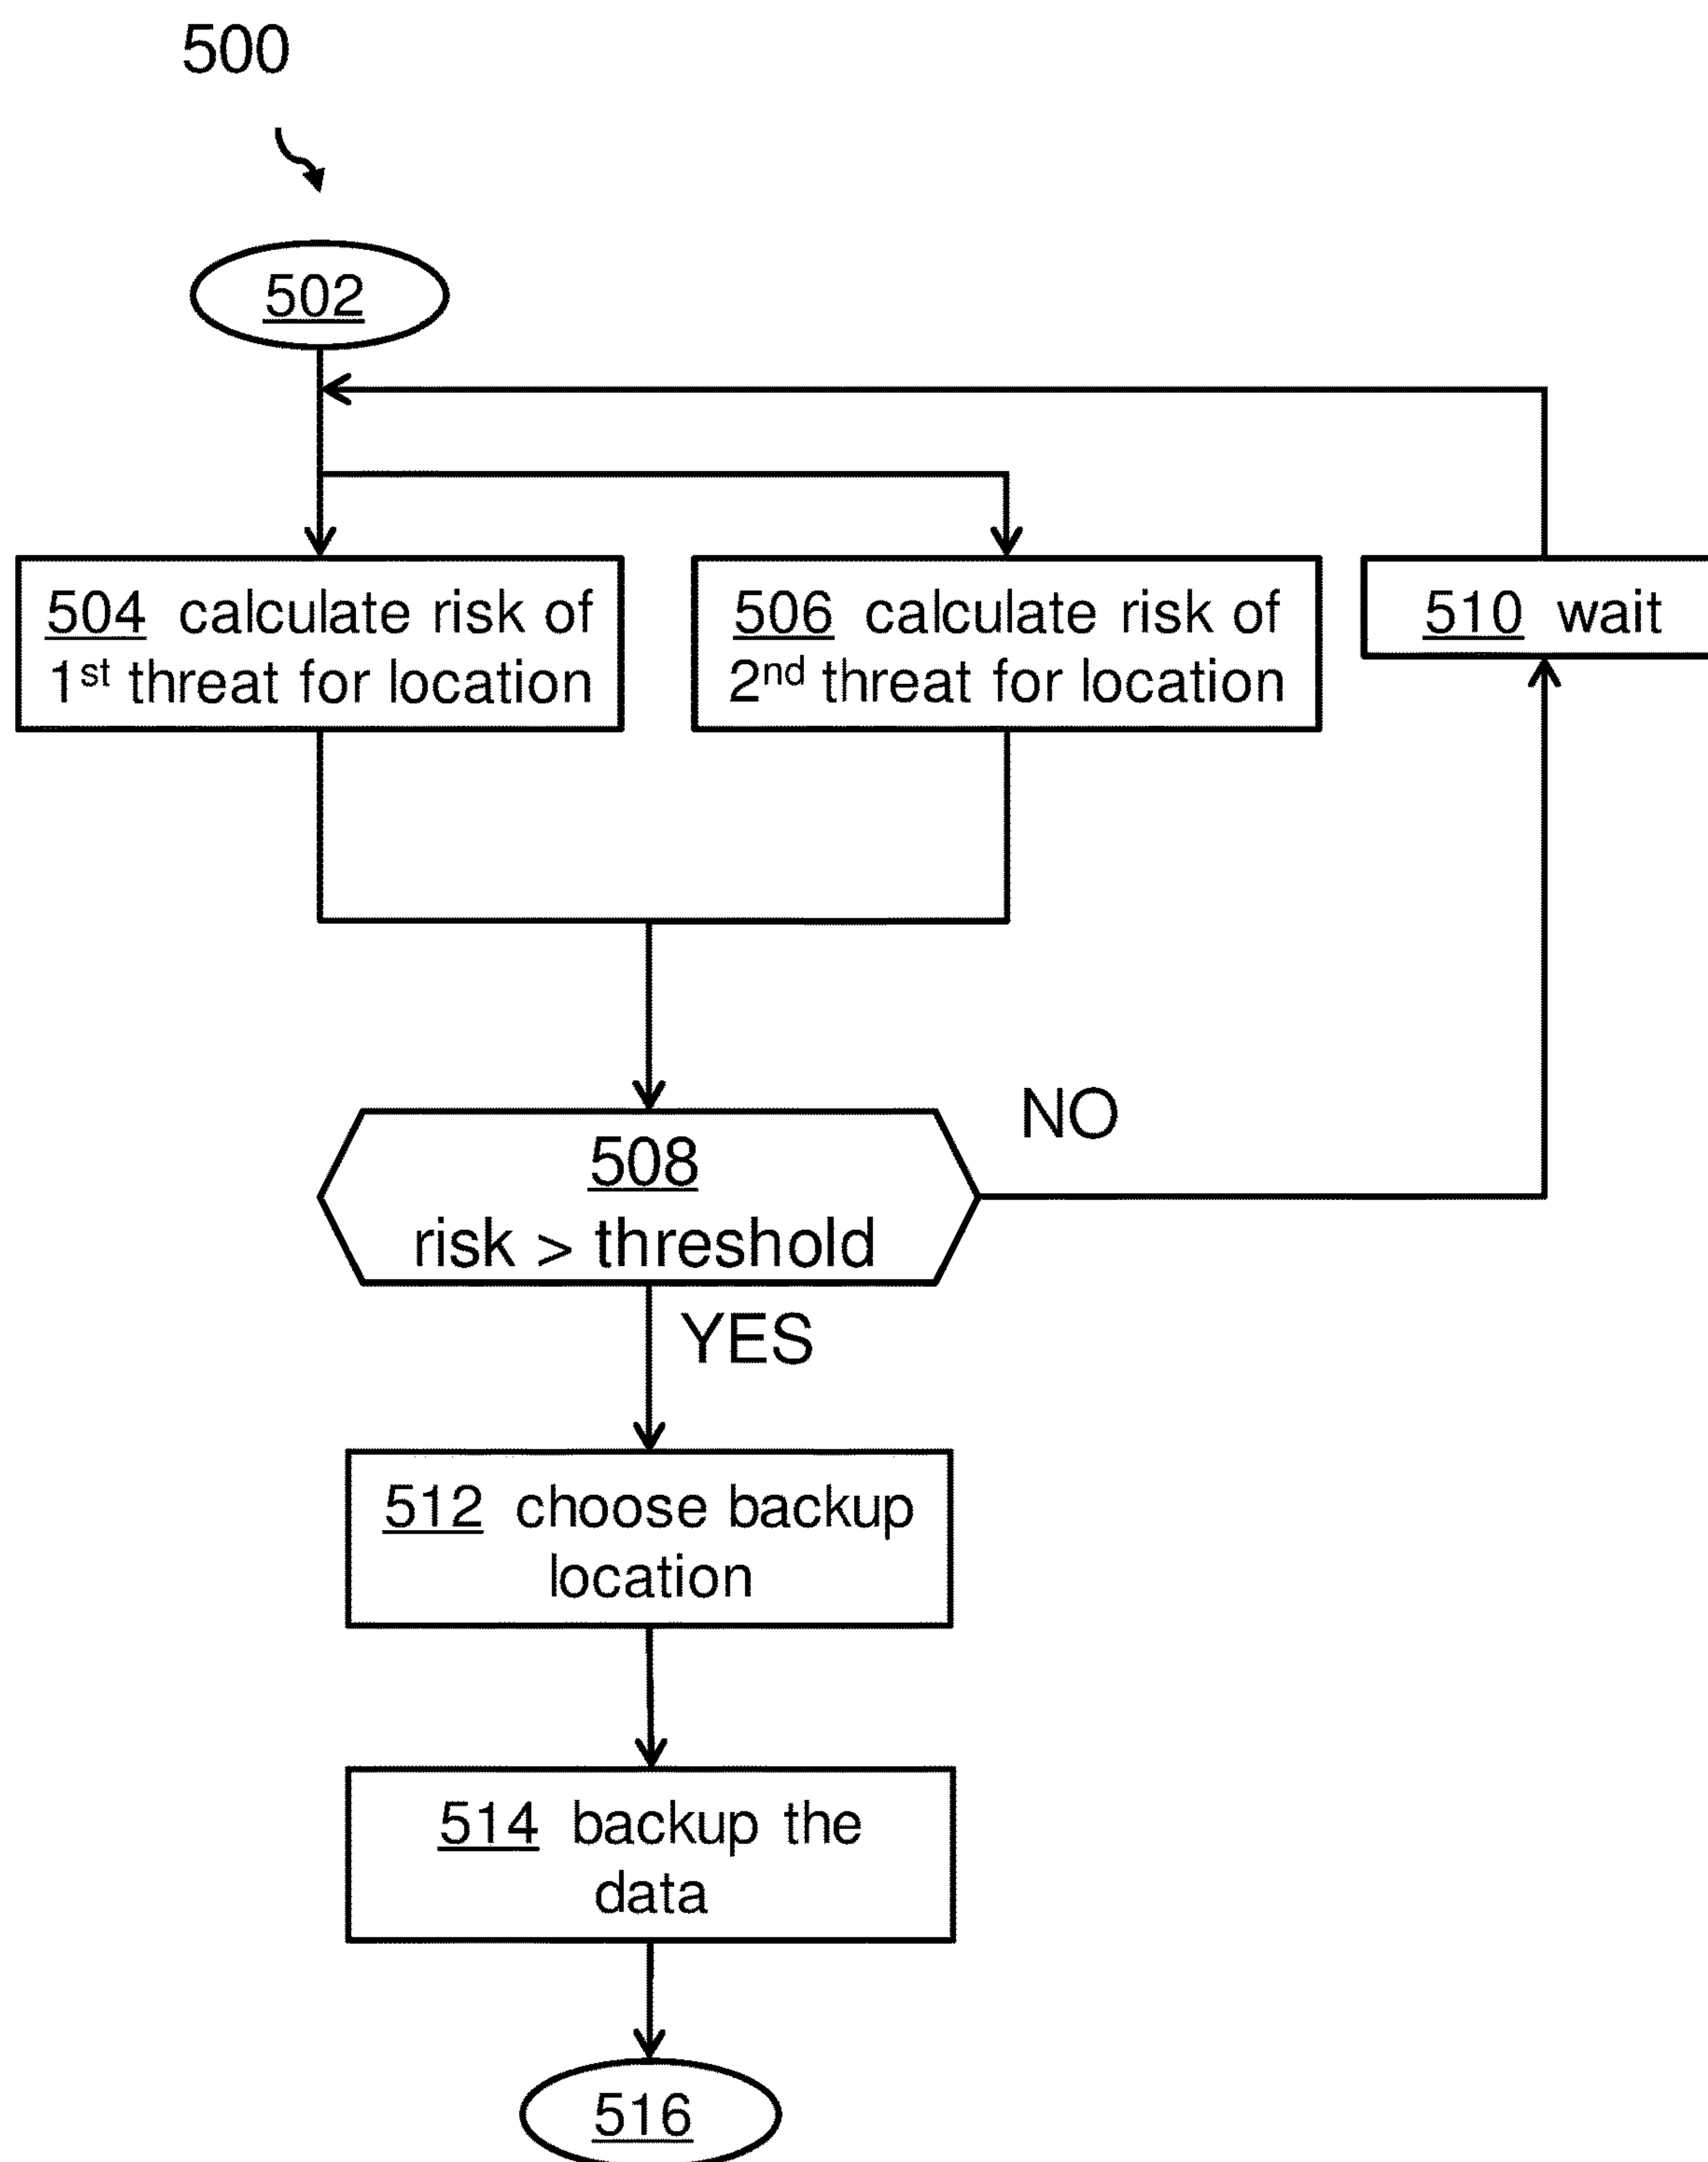 500
502
504 calculate risk of
1st threat for location
506 calculate risk of
2nd threat for location
510 wait
508
risk > threshold
NO
YES
512 choose backup
location
514 backup the
data
516